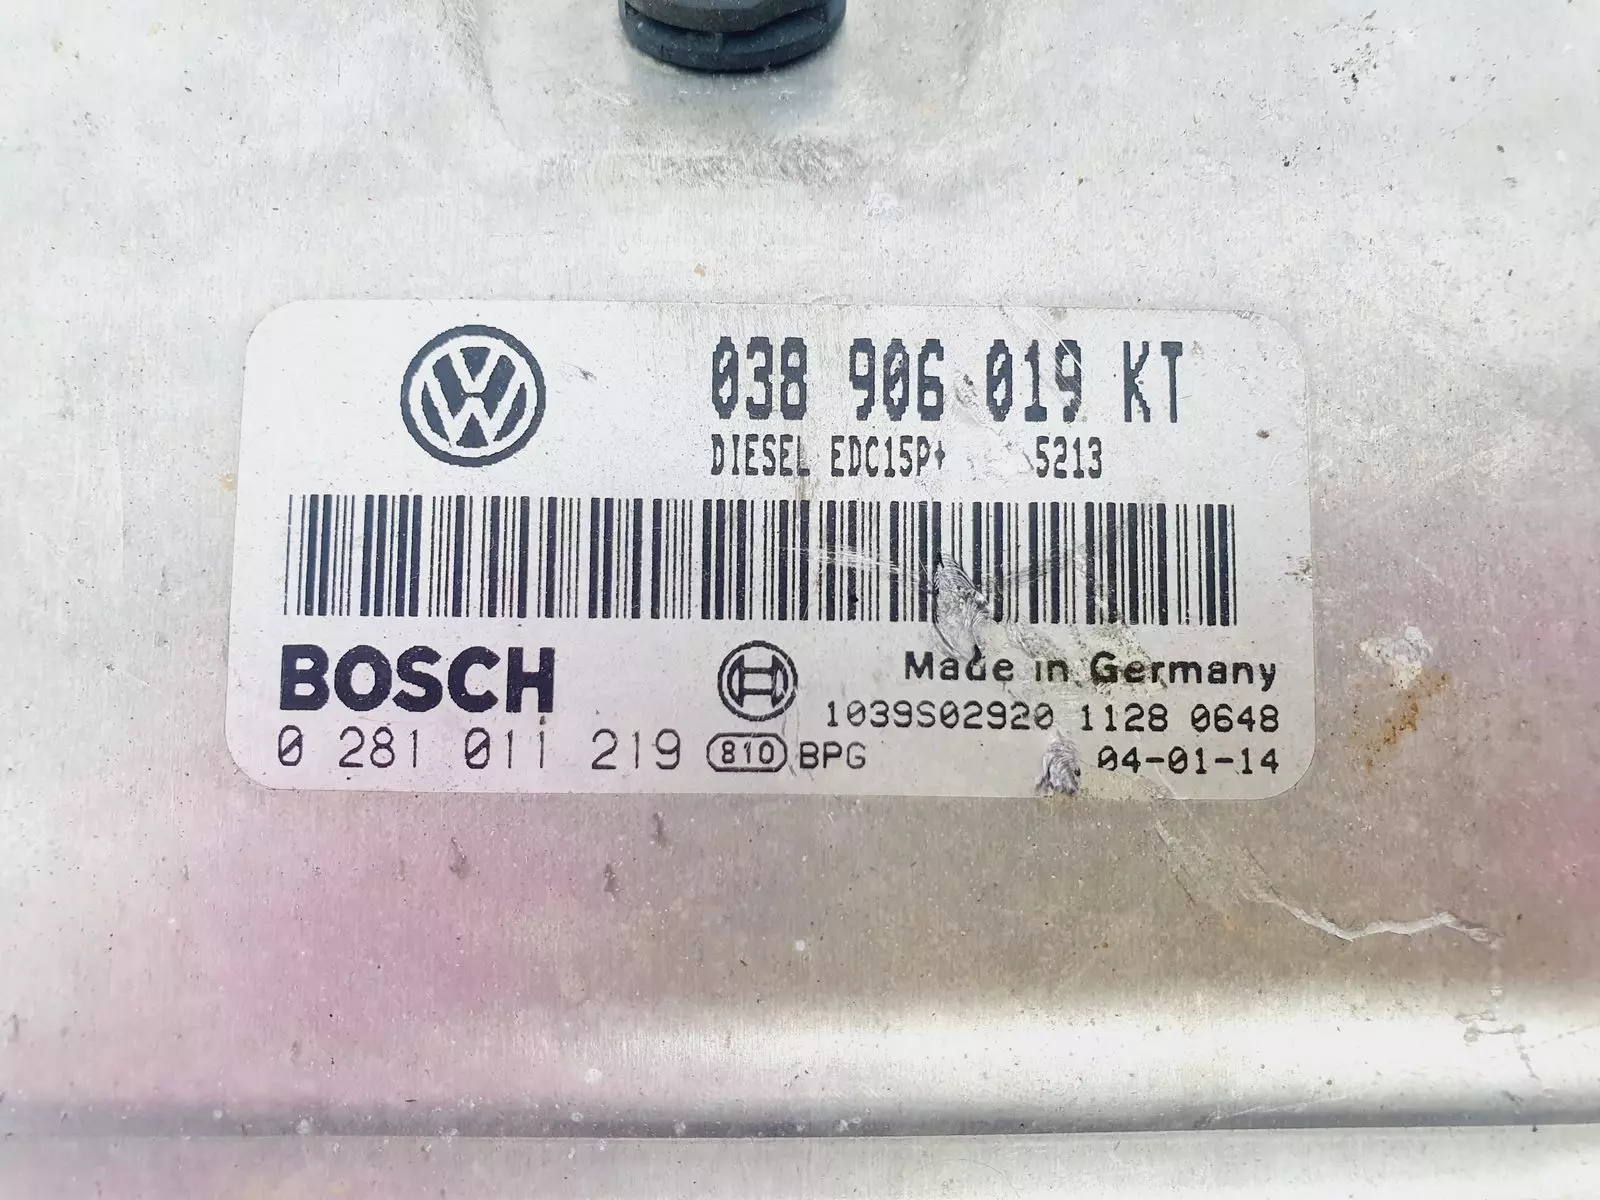 038 906 019 KT
DIESEL EDC15P+ 5213
BOSCH
Made in Germany
1039S02920 1128 0648
0 281 011 219 810 BPG
04-01-14